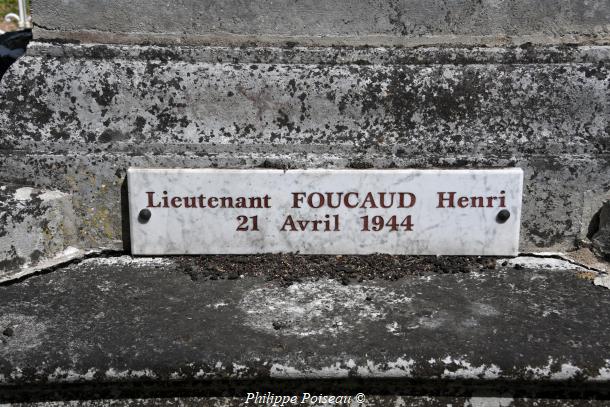 Lieutenant FOUCAUD Henri
21 Avril 1944
Philippe Poiseau ©